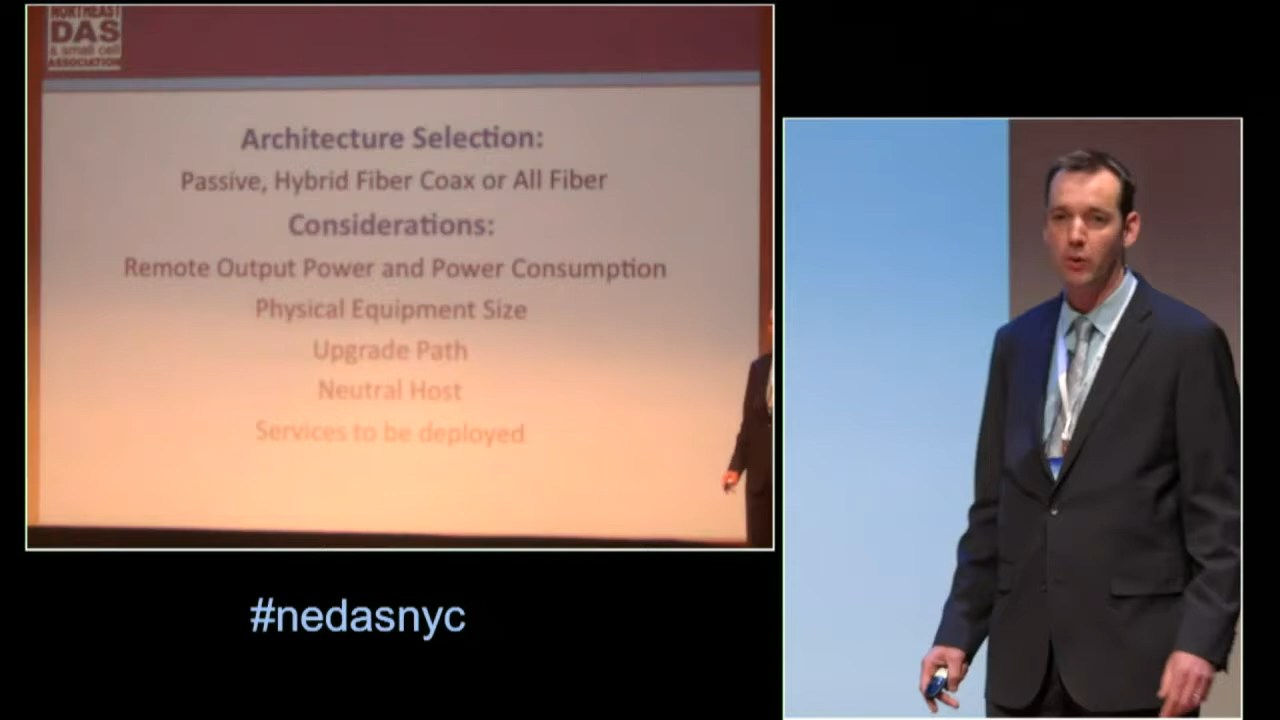 NORTHEAST
DAS
& small cell
ASSOCIATION
Architecture Selection:
Passive, Hybrid Fiber Coax or All Fiber
Considerations:
Remote Output Power and Power Consumption
Physical Equipment Size
Upgrade Path
Neutral Host
Services to be deployed
#nedasnyc